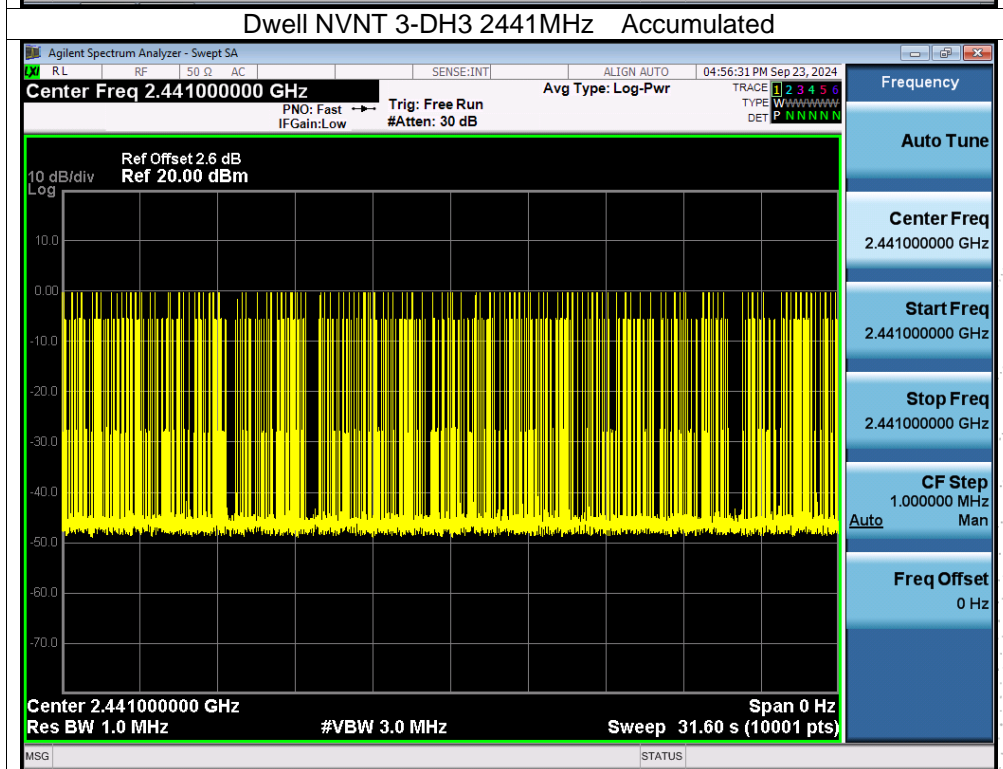 Dwell NVNT 3-DH3 2441MHz Accumulated
Agilent Spectrum Analyzer - Swept SA
LXI RL RF 50 Ω AC SENSE:INT ALIGN AUTO 04:56:31 PM Sep 23, 2024
Center Freq 2.441000000 GHz
PNO: Fast
IFGain:Low
Trig: Free Run
#Atten: 30 dB
Avg Type: Log-Pwr
TRACE 1 2 3 4 5 6
TYPE WWWWWWW
DET P N N N N N
Ref Offset 2.6 dB
10 dB/div Ref 20.00 dBm
Log
10.0
0.00
-10.0
-20.0
-30.0
-40.0
-50.0
-60.0
-70.0
Center 2.441000000 GHz Span 0 Hz
Res BW 1.0 MHz #VBW 3.0 MHz Sweep 31.60 s (10001 pts)
MSG STATUS
Frequency
Auto Tune
Center Freq
2.441000000 GHz
Start Freq
2.441000000 GHz
Stop Freq
2.441000000 GHz
CF Step
1.000000 MHz
Auto Man
Freq Offset
0 Hz